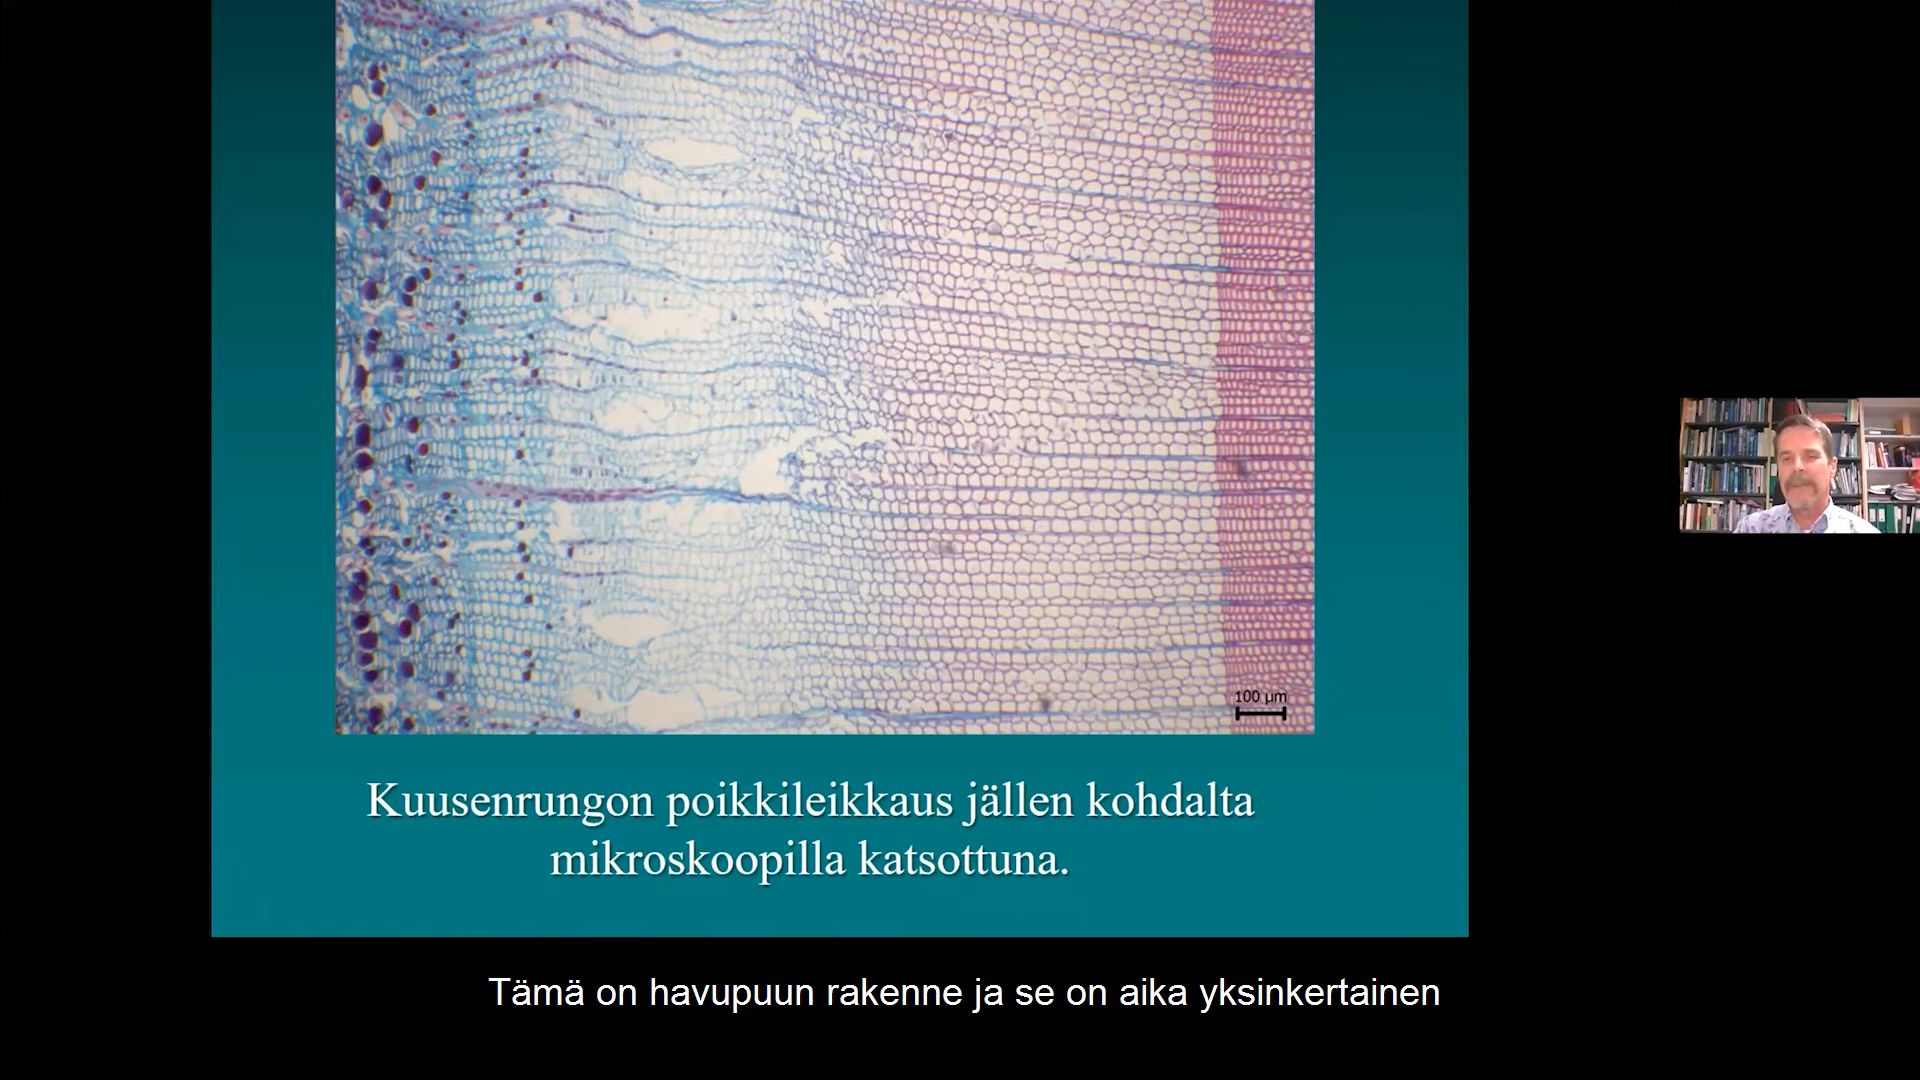 100 µm
Kuusenrungon poikkileikkaus jällen kohdalta
mikroskoopilla katsottuna.
Tämä on havupuun rakenne ja se on aika yksinkertainen